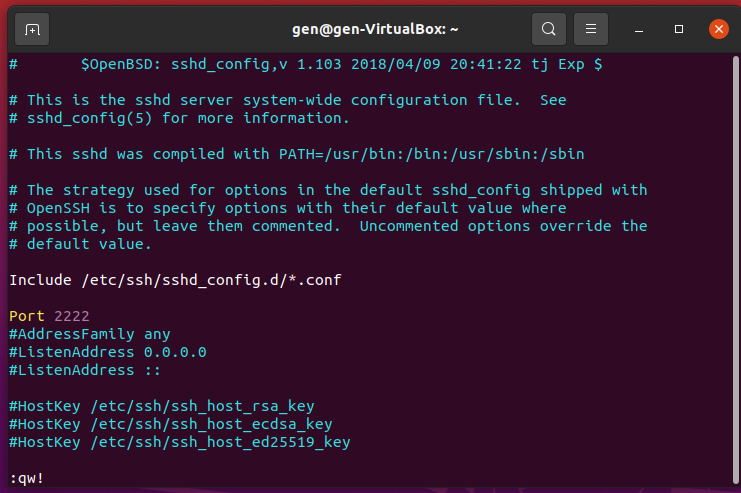 gen@gen-VirtualBox: ~
#       $OpenBSD: sshd_config,v 1.103 2018/04/09 20:41:22 tj Exp $
# This is the sshd server system-wide configuration file.  See
# sshd_config(5) for more information.
# This sshd was compiled with PATH=/usr/bin:/bin:/usr/sbin:/sbin
# The strategy used for options in the default sshd_config shipped with
# OpenSSH is to specify options with their default value where
# possible, but leave them commented.  Uncommented options override the
# default value.
Include /etc/ssh/sshd_config.d/*.conf
Port 2222
#AddressFamily any
#ListenAddress 0.0.0.0
#ListenAddress ::
#HostKey /etc/ssh/ssh_host_rsa_key
#HostKey /etc/ssh/ssh_host_ecdsa_key
#HostKey /etc/ssh/ssh_host_ed25519_key
:qw!